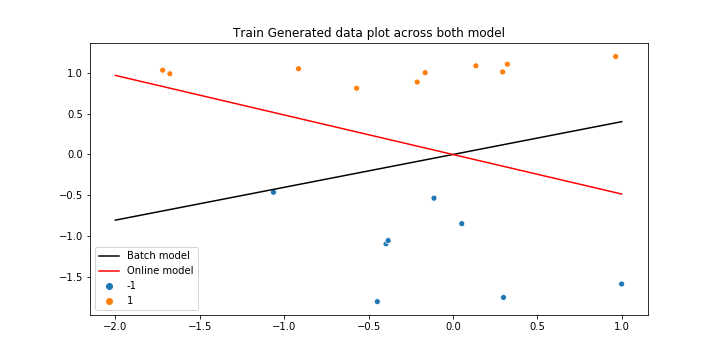 Train Generated data plot across both model
1.0
0.5
0.0
−0.5
−1.0
−1.5
Batch model
Online model
-1
1
−2.0 −1.5 −1.0 −0.5 0.0 0.5 1.0